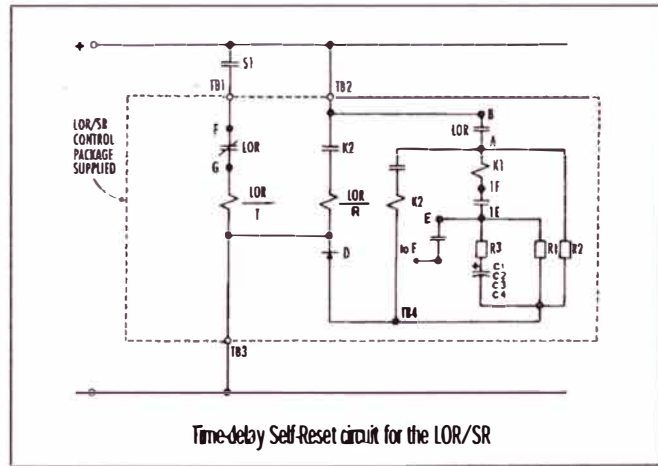 +
S1
TB1
TB2
LOR/SR
CONTROL
PACKAGE
SUPPLIED
F
LOR
G
LOR
T
K2
LOR
R
D
B
LOR
A
K1
1F
1E
K2
E
to F
R3
R1
R2
+
C1
C2
C3
C4
TB4
TB3
Time-delay Self-Reset circuit for the LOR/SR